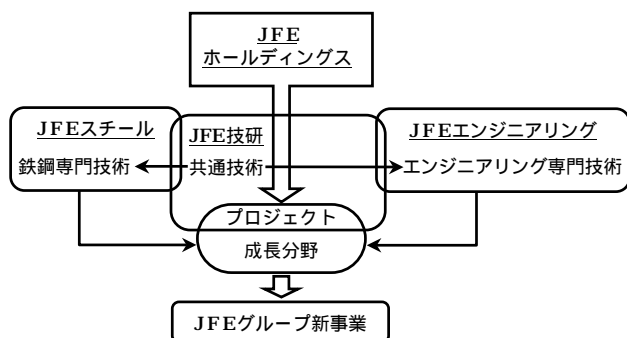 JFE
ホールディングス
JFEスチール
鉄鋼専門技術
JFE技研
共通技術
JFEエンジニアリング
エンジニアリング専門技術
プロジェクト
成長分野
JFEグループ新事業